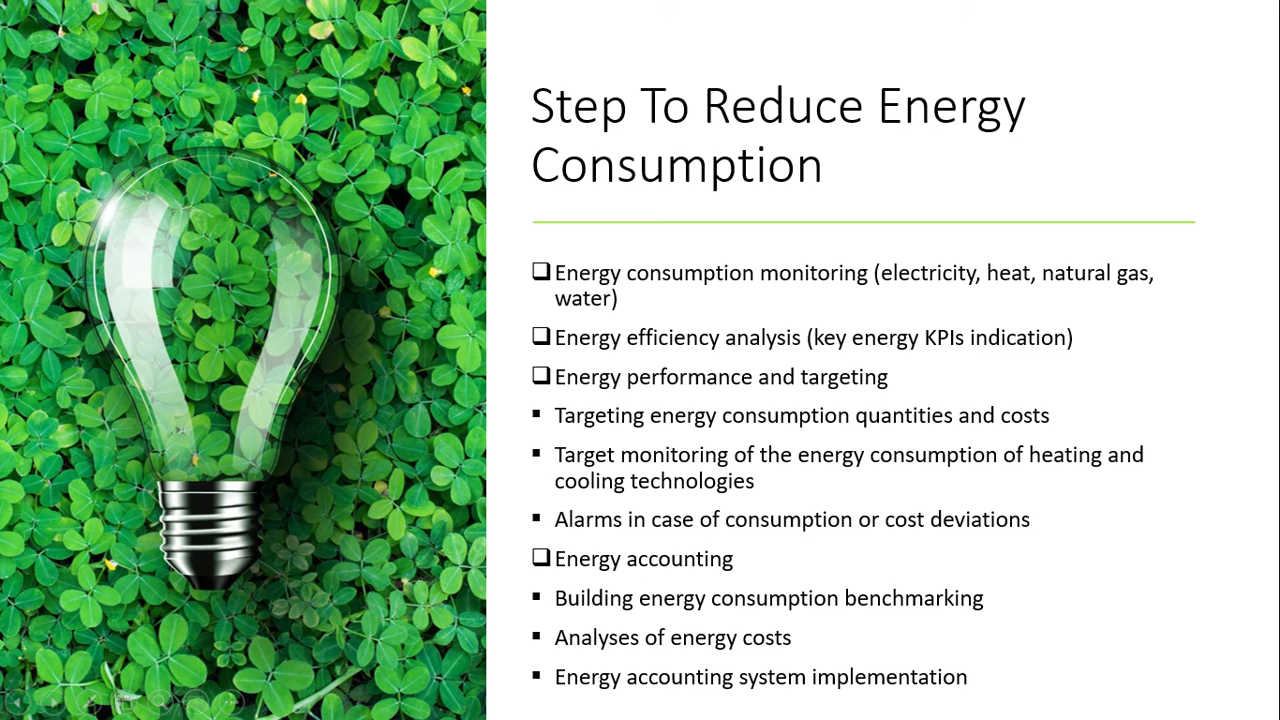 Step To Reduce Energy
Consumption
❑Energy consumption monitoring (electricity, heat, natural gas,
water)
❑Energy efficiency analysis (key energy KPIs indication)
❑Energy performance and targeting
▪ Targeting energy consumption quantities and costs
▪ Target monitoring of the energy consumption of heating and
cooling technologies
▪ Alarms in case of consumption or cost deviations
❑Energy accounting
▪ Building energy consumption benchmarking
▪ Analyses of energy costs
▪ Energy accounting system implementation